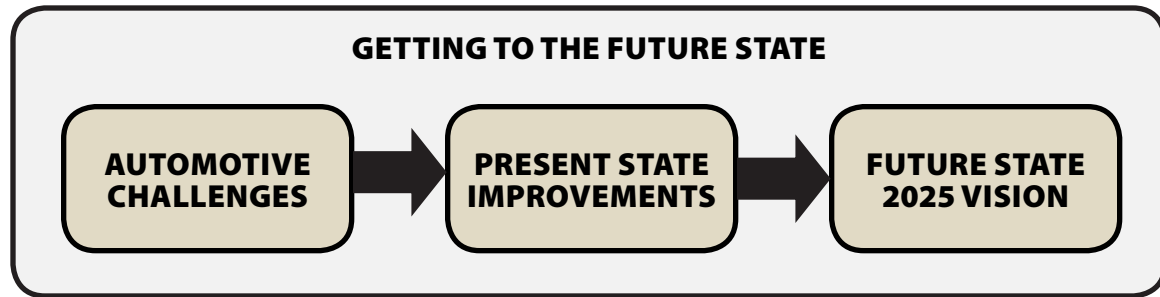 GETTING TO THE FUTURE STATE
AUTOMOTIVE
CHALLENGES
PRESENT STATE
IMPROVEMENTS
FUTURE STATE
2025 VISION